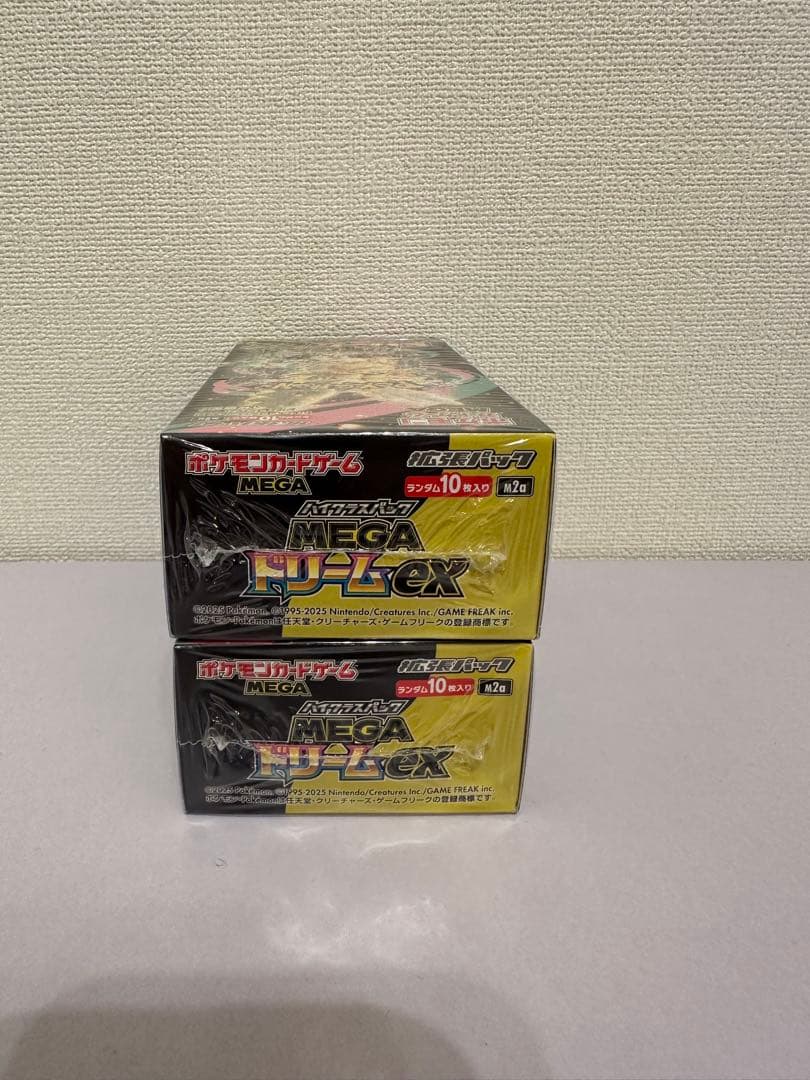 ポケモンカードゲーム
MEGA
拡張パック
ランダム10枚入り
M2a
ハイクラスパック
MEGA
ドリームex
©2025 Pokémon. ©1995-2025 Nintendo/Creatures Inc./GAME FREAK inc.
ポケモン・Pokémonは任天堂・クリーチャーズ・ゲームフリークの登録商標です。
ポケモンカードゲーム
MEGA
拡張パック
ランダム10枚入り
M2a
ハイクラスパック
MEGA
ドリームex
©2025 Pokémon. ©1995-2025 Nintendo/Creatures Inc./GAME FREAK inc.
ポケモン・Pokémonは任天堂・クリーチャーズ・ゲームフリークの登録商標です。